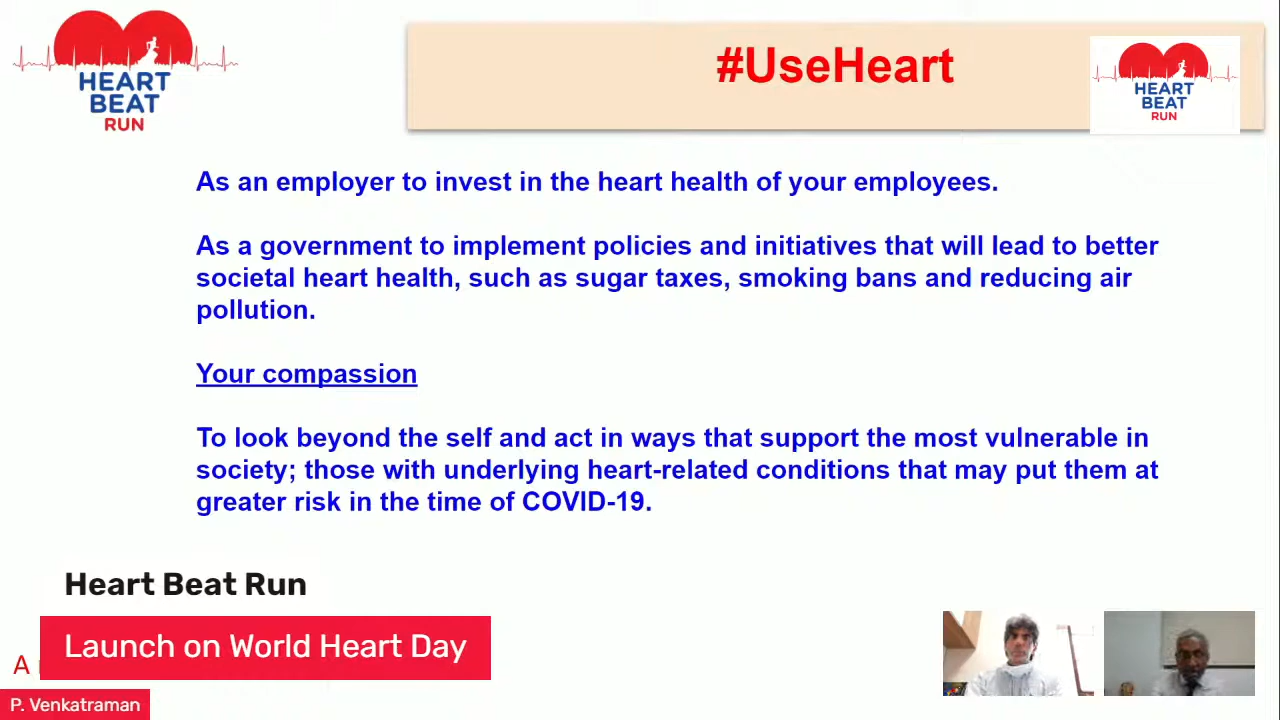 HEART
BEAT
RUN
#UseHeart
HEART
BEAT
RUN
As an employer to invest in the heart health of your employees.
As a government to implement policies and initiatives that will lead to better
societal heart health, such as sugar taxes, smoking bans and reducing air
pollution.
Your compassion
To look beyond the self and act in ways that support the most vulnerable in
society; those with underlying heart-related conditions that may put them at
greater risk in the time of COVID-19.
Heart Beat Run
Launch on World Heart Day
A
P. Venkatraman